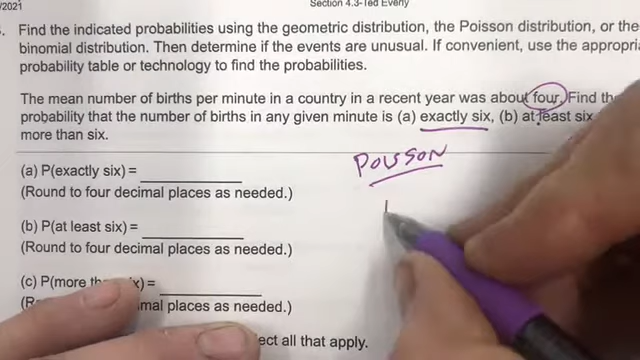 /2021
Section 4.3-Ted Everly
Find the indicated probabilities using the geometric distribution, the Poisson distribution, or the
binomial distribution. Then determine if the events are unusual. If convenient, use the appropri
probability table or technology to find the probabilities.
The mean number of births per minute in a country in a recent year was about four. Find th
probability that the number of births in any given minute is (a) exactly six, (b) at least six
more than six.
POUSSON
(a) P(exactly six) =
(Round to four decimal places as needed.)
(b) P(at least six) =
(Round to four decimal places as needed.)
(c) P(more th x) =
(R mal places as needed.)
ect all that apply.